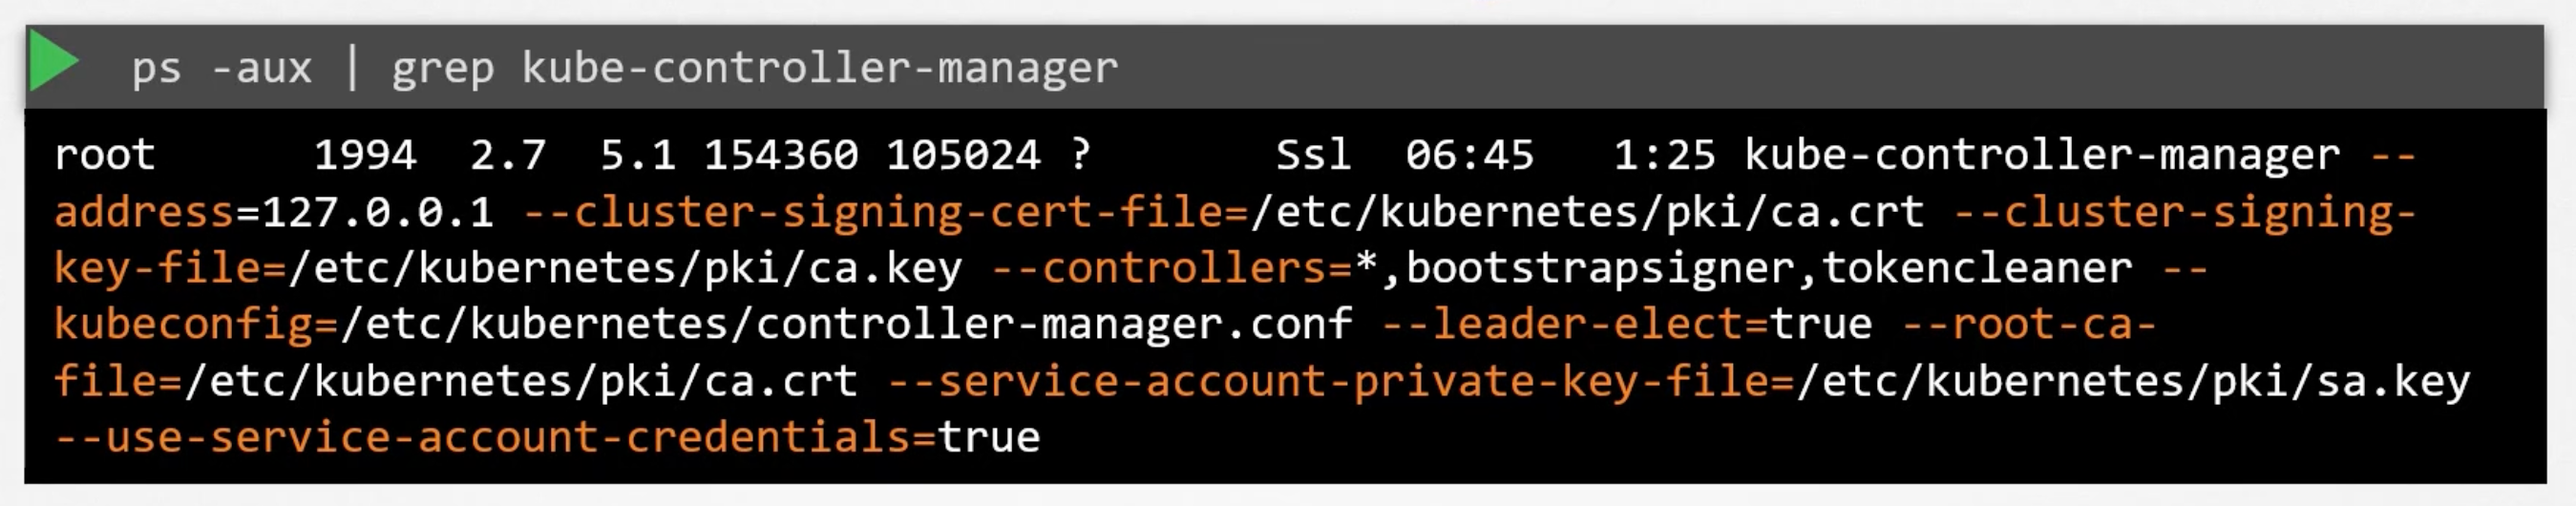 ps -aux | grep kube-controller-manager
root 1994 2.7 5.1 154360 105024 ? Ssl 06:45 1:25 kube-controller-manager --
address=127.0.0.1 --cluster-signing-cert-file=/etc/kubernetes/pki/ca.crt --cluster-signing-
key-file=/etc/kubernetes/pki/ca.key --controllers=*,bootstrapsigner,tokencleaner --
kubeconfig=/etc/kubernetes/controller-manager.conf --leader-elect=true --root-ca-
file=/etc/kubernetes/pki/ca.crt --service-account-private-key-file=/etc/kubernetes/pki/sa.key
--use-service-account-credentials=true